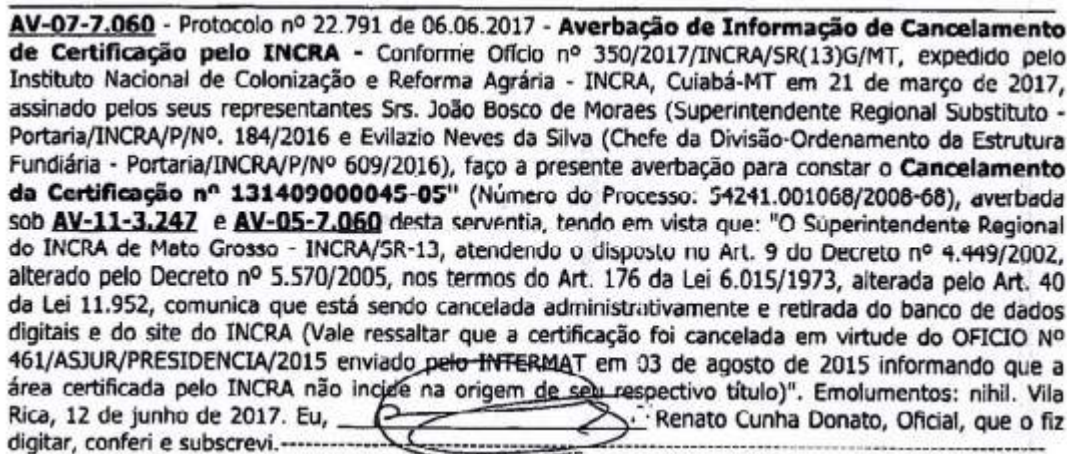 AV-07-7.060 - Protocolo nº 22.791 de 06.06.2017 - Averbação de Informação de Cancelamento
de Certificação pelo INCRA - Conforme Ofício nº 350/2017/INCRA/SR(13)G/MT, expedido pelo
Instituto Nacional de Colonização e Reforma Agrária - INCRA, Cuiabá-MT em 21 de março de 2017,
assinado pelos seus representantes Srs. João Bosco de Moraes (Superintendente Regional Substituto -
Portaria/INCRA/P/Nº. 184/2016 e Evilazio Neves da Silva (Chefe da Divisão-Ordenamento da Estrutura
Fundiária - Portaria/INCRA/P/Nº 609/2016), faço a presente averbação para constar o Cancelamento
da Certificação nº 131409000045-05" (Número do Processo: 54241.001068/2008-68), averbada
sob AV-11-3.247 e AV-05-7.060 desta serventia, tendo em vista que: "O Superintendente Regional
do INCRA de Mato Grosso - INCRA/SR-13, atendendo o disposto no Art. 9 do Decreto nº 4.449/2002,
alterado pelo Decreto nº 5.570/2005, nos termos do Art. 176 da Lei 6.015/1973, alterada pelo Art. 40
da Lei 11.952, comunica que está sendo cancelada administrativamente e retirada do banco de dados
digitais e do site do INCRA (Vale ressaltar que a certificação foi cancelada em virtude do OFICIO Nº
461/ASJUR/PRESIDENCIA/2015 enviado pelo INTERMAT em 03 de agosto de 2015 informando que a
área certificada pelo INCRA não incide na origem de seu respectivo título)". Emolumentos: nihil. Vila
Rica, 12 de junho de 2017. Eu, Renato Cunha Donato, Oficial, que o fiz
digitar, conferi e subscrevi.--------------------